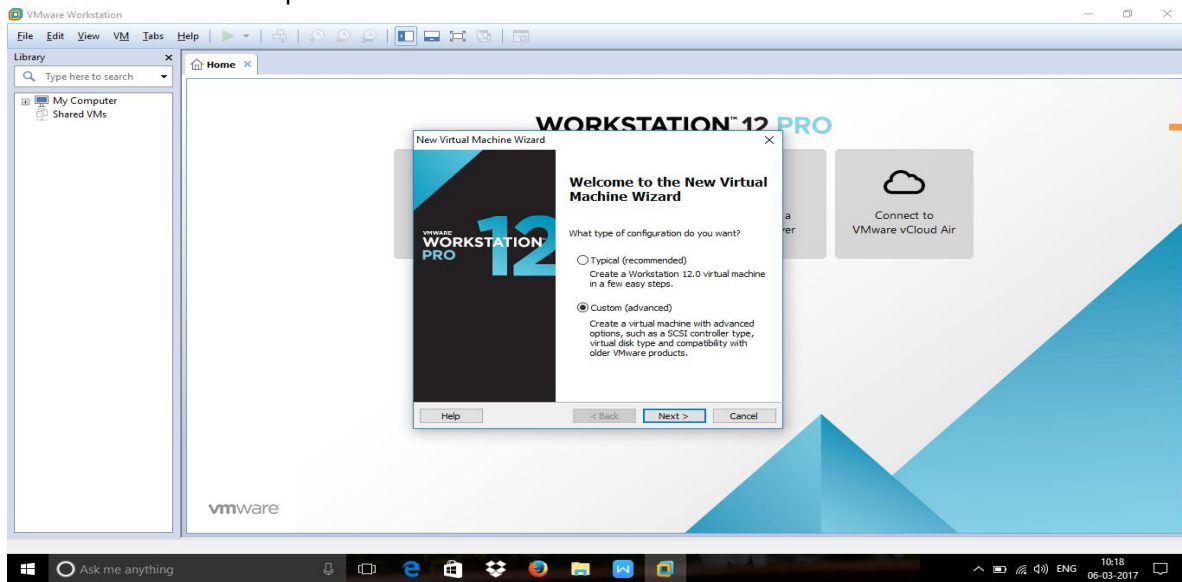 VMware Workstation
File Edit View VM Tabs Help
Library
Type here to search
Home
My Computer
Shared VMs
WORKSTATION™ 12 PRO
New Virtual Machine Wizard
Welcome to the New Virtual
Machine Wizard
What type of configuration do you want?
Typical (recommended)
Create a Workstation 12.0 virtual machine
in a few easy steps.
Custom (advanced)
Create a virtual machine with advanced
options, such as a SCSI controller type,
virtual disk type and compatibility with
older VMware products.
VMWARE
WORKSTATION
PRO 12
Help < Back Next > Cancel
a
er
Connect to
VMware vCloud Air
vmware
Ask me anything
ENG
10:18
06-03-2017